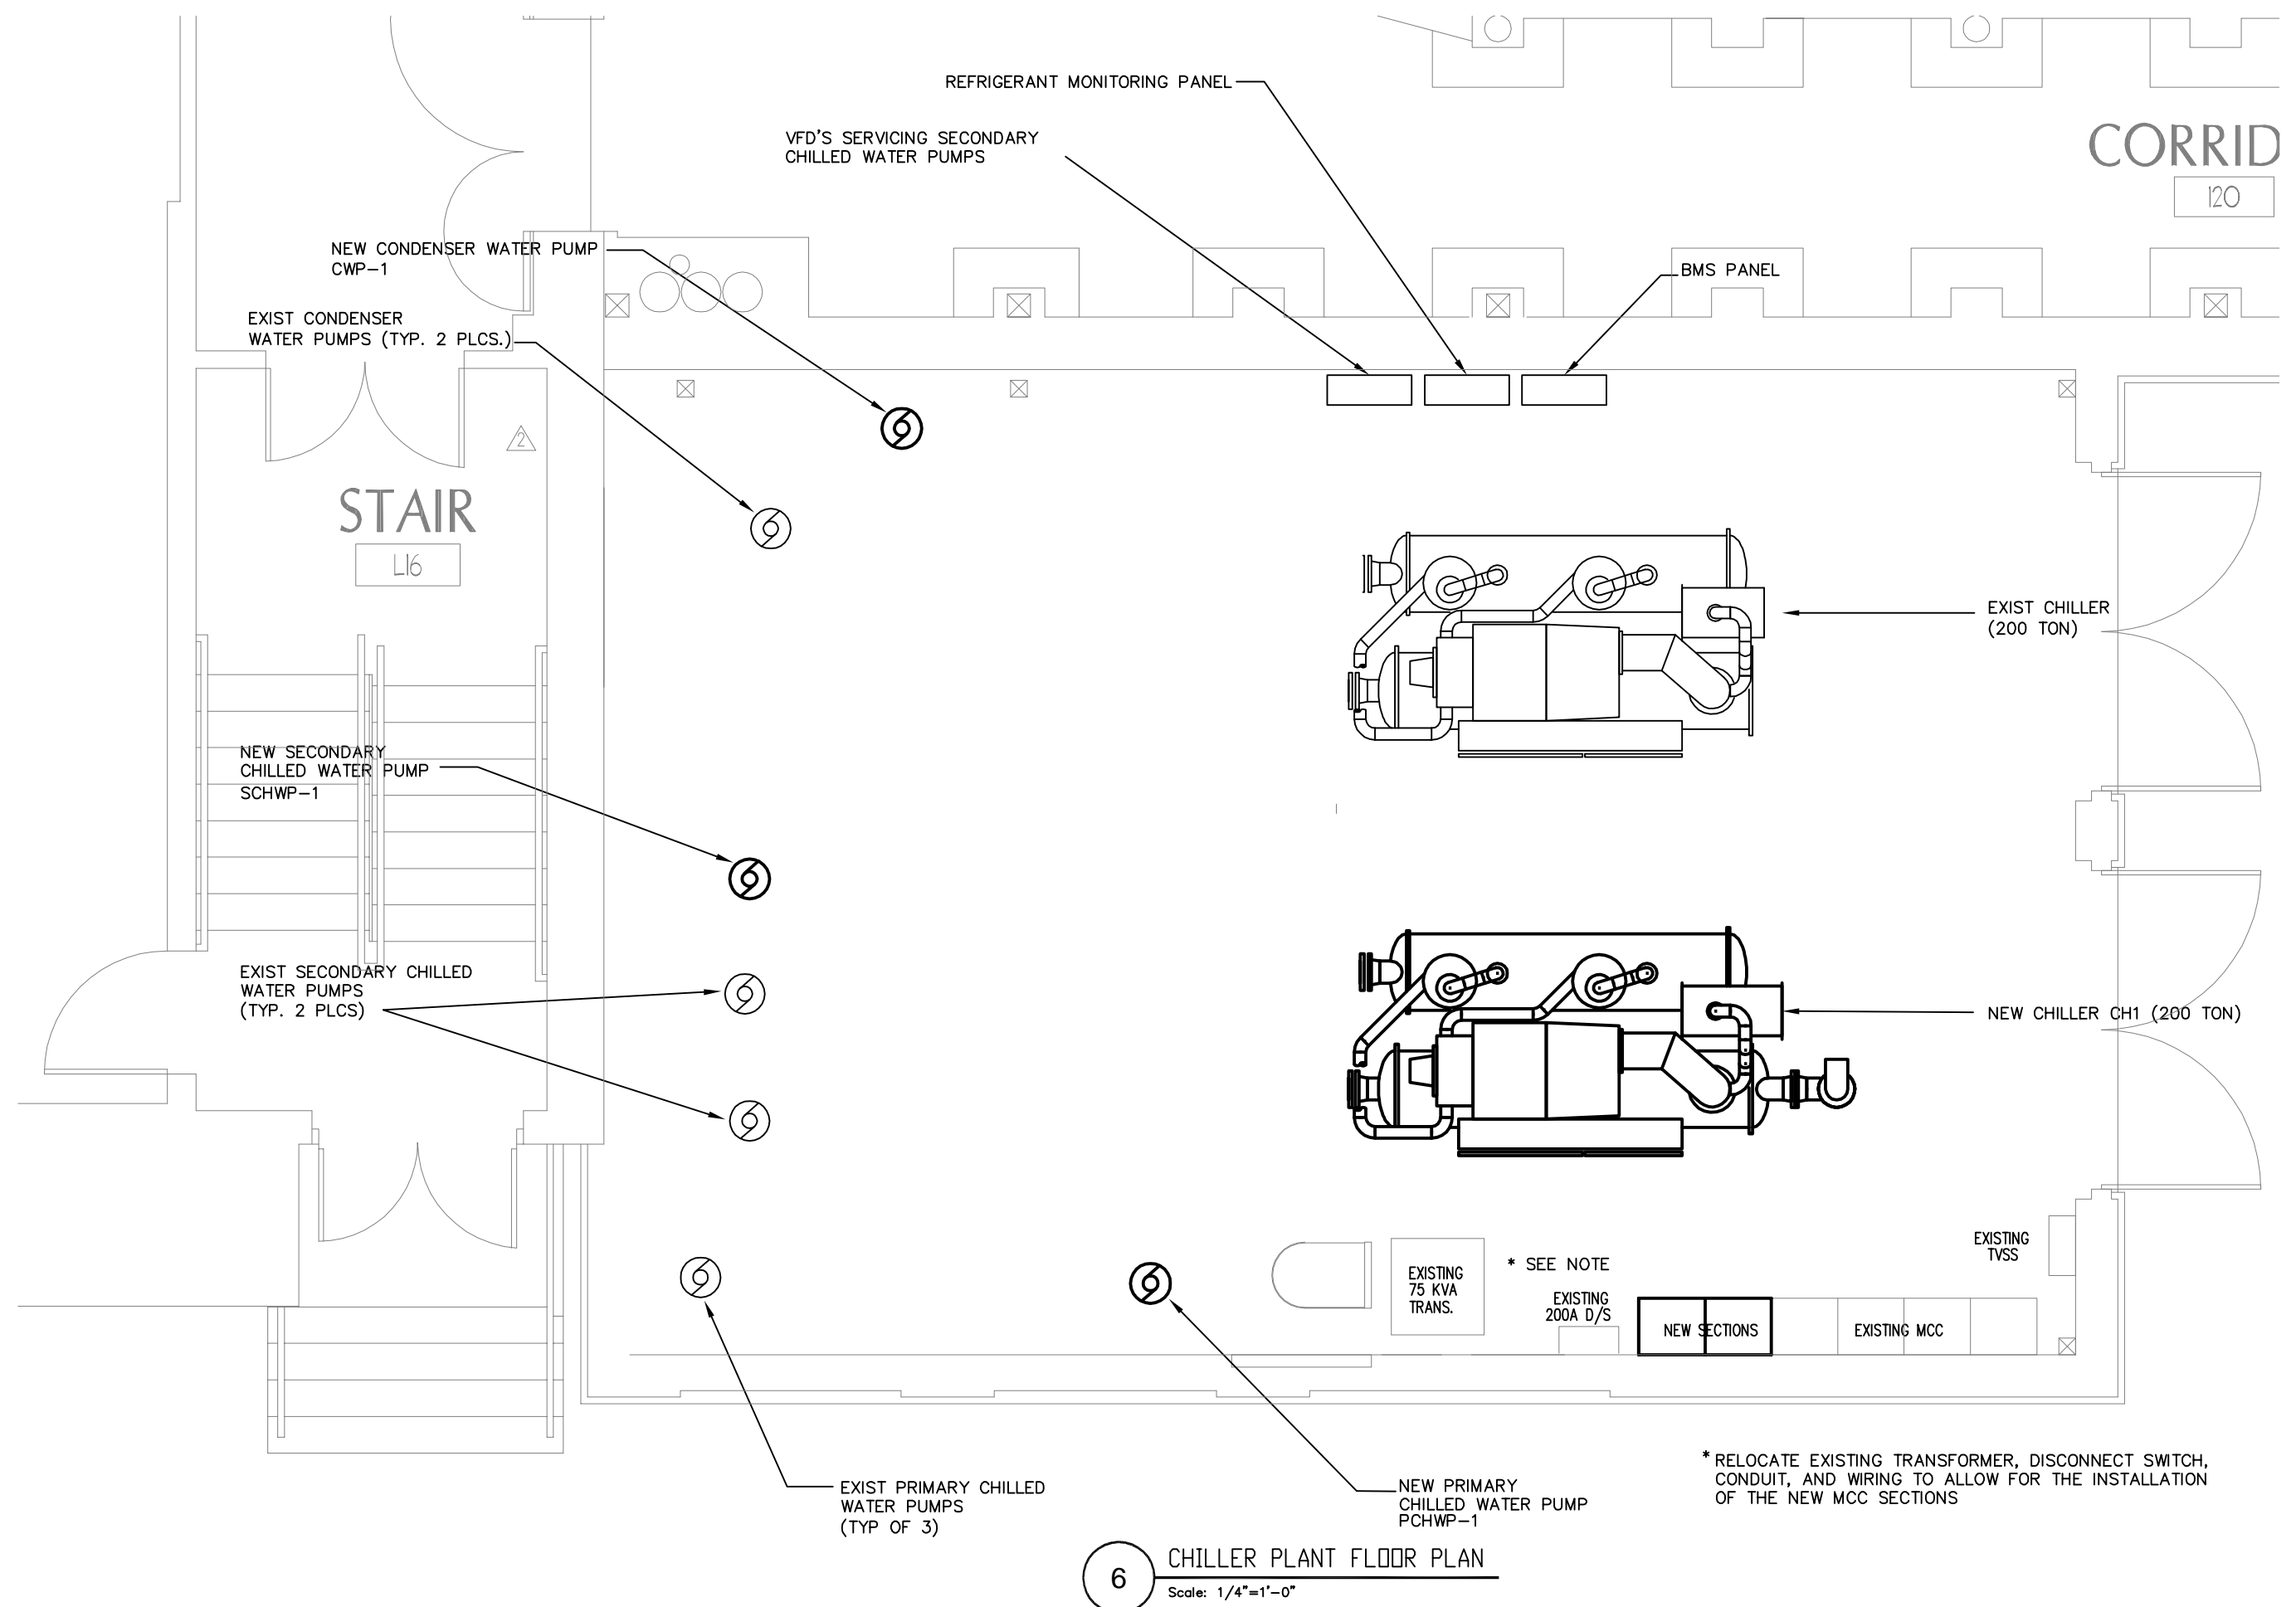 REFRIGERANT MONITORING PANEL
VFD'S SERVICING SECONDARY
CHILLED WATER PUMPS
CORRID
120
NEW CONDENSER WATER PUMP
CWP-1
BMS PANEL
EXIST CONDENSER
WATER PUMPS (TYP. 2 PLCS.)
2
STAIR
L16
EXIST CHILLER
(200 TON)
NEW SECONDARY
CHILLED WATER PUMP
SCHWP-1
EXIST SECONDARY CHILLED
WATER PUMPS
(TYP. 2 PLCS)
NEW CHILLER CH1 (200 TON)
EXISTING
TVSS
* SEE NOTE
EXISTING
75 KVA
TRANS.
EXISTING
200A D/S
NEW SECTIONS
EXISTING MCC
* RELOCATE EXISTING TRANSFORMER, DISCONNECT SWITCH,
CONDUIT, AND WIRING TO ALLOW FOR THE INSTALLATION
OF THE NEW MCC SECTIONS
EXIST PRIMARY CHILLED
WATER PUMPS
(TYP OF 3)
NEW PRIMARY
CHILLED WATER PUMP
PCHWP-1
6
CHILLER PLANT FLOOR PLAN
Scale: 1/4"=1'-0"